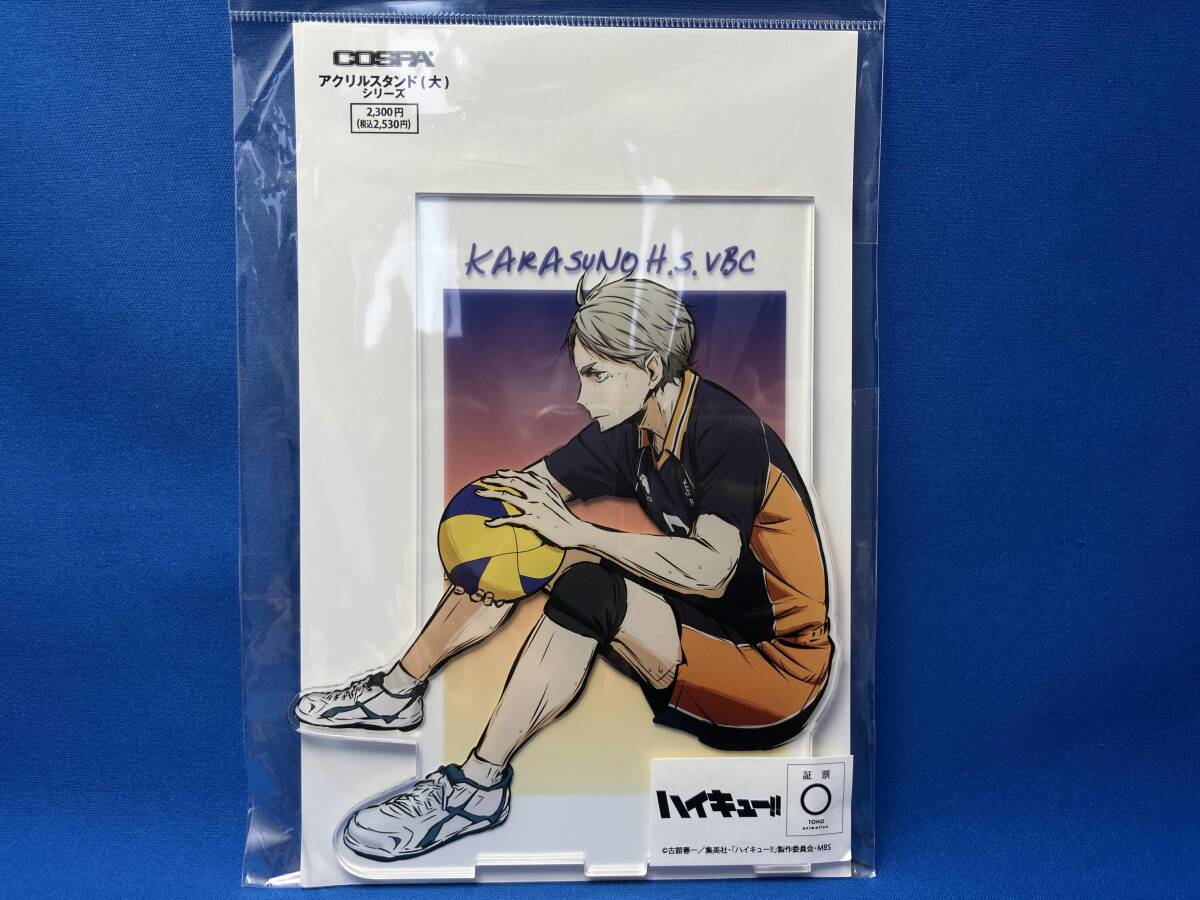 COSPA
アクリルスタンド(大)
シリーズ
2,300円
(税込2,530円)
KARASUNO H.S. VBC
ハイキュー!!
証票
TOHO
animation
©古舘春一/集英社・「ハイキュー!!」製作委員会・MBS